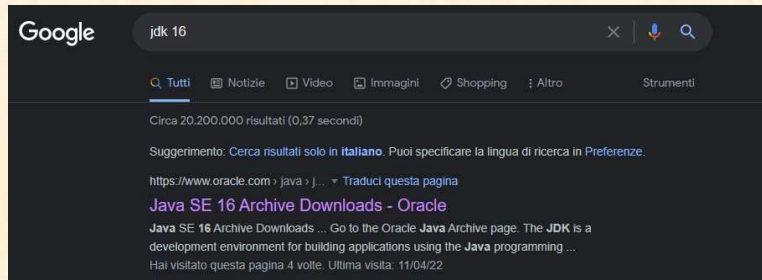 Google
jdk 16
Tutti Notizie Video Immagini Shopping Altro Strumenti
Circa 20.200.000 risultati (0,37 secondi)
Suggerimento: Cerca risultati solo in italiano. Puoi specificare la lingua di ricerca in Preferenze.
https://www.oracle.com › java › j... Traduci questa pagina
Java SE 16 Archive Downloads - Oracle
Java SE 16 Archive Downloads ... Go to the Oracle Java Archive page. The JDK is a
development environment for building applications using the Java programming ...
Hai visitato questa pagina 4 volte. Ultima visita: 11/04/22